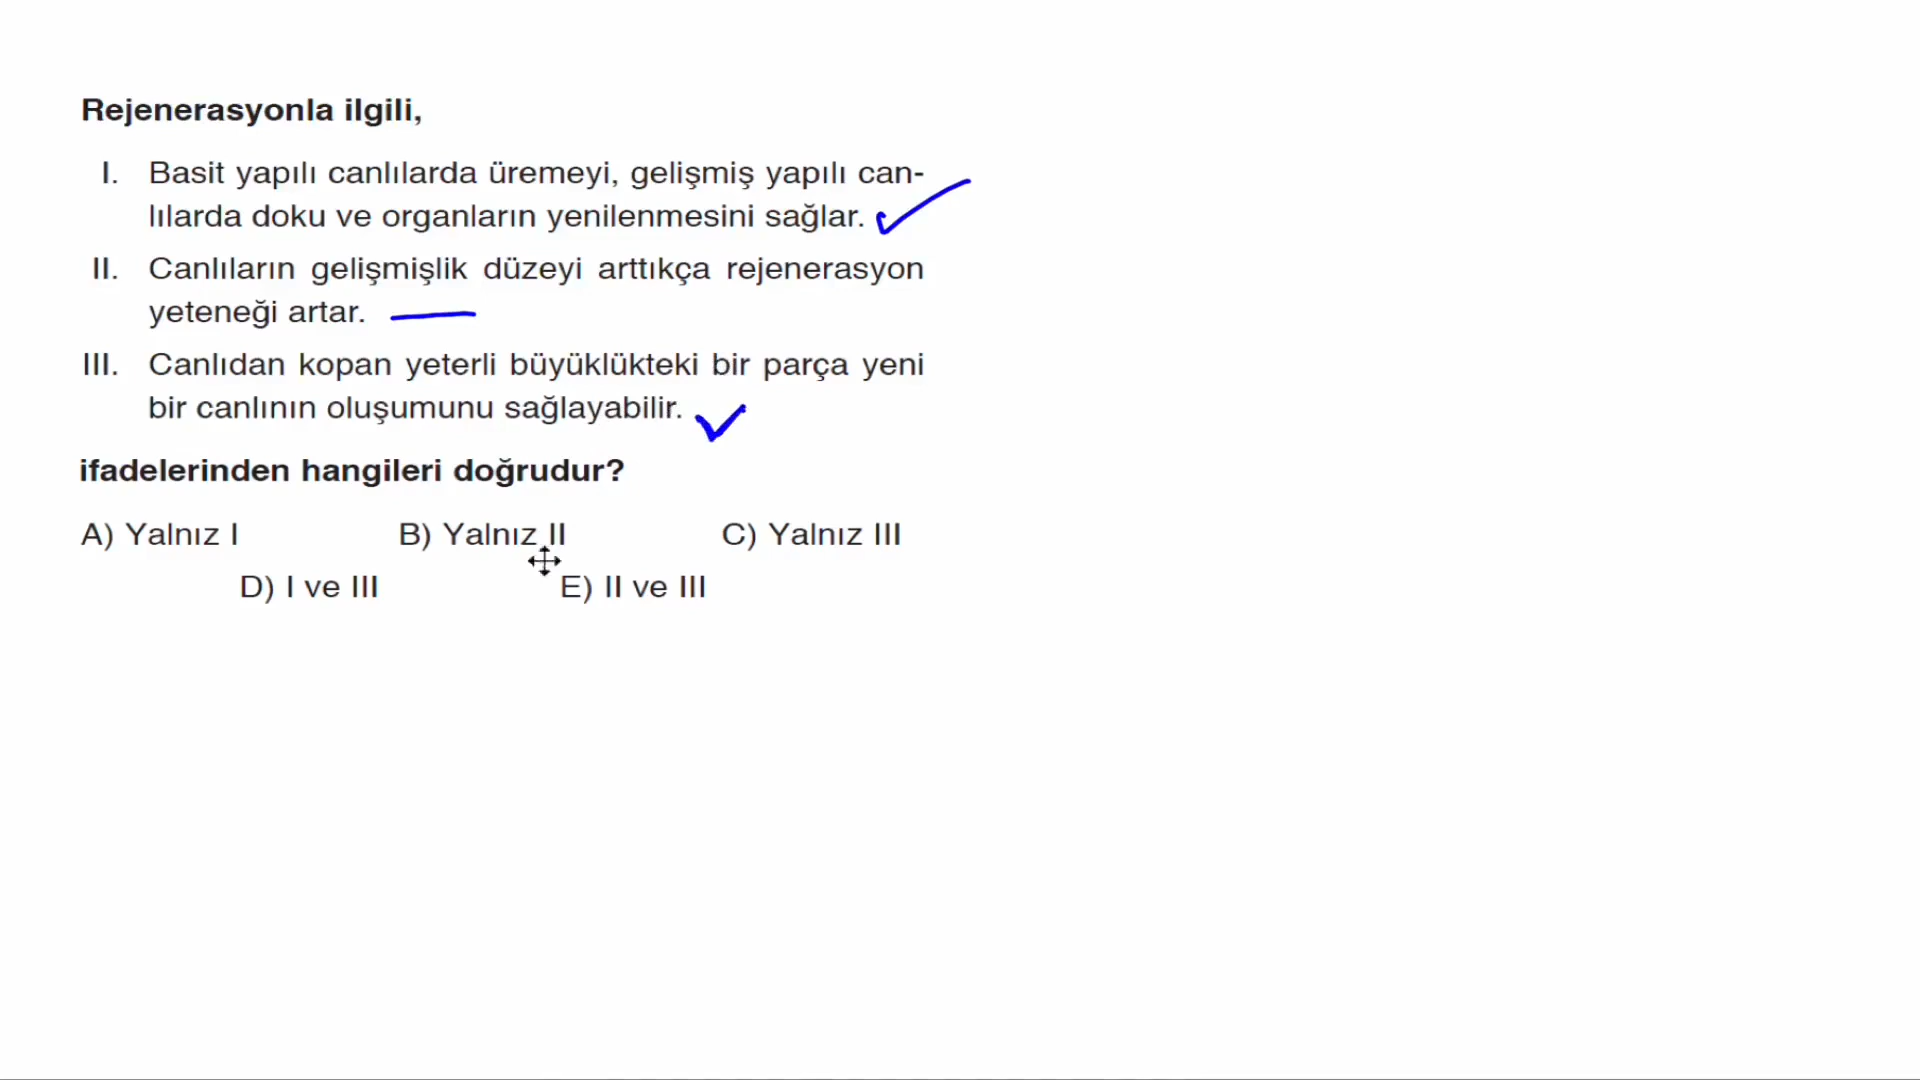 Rejenerasyonla ilgili,
I. Basit yapılı canlılarda üremeyi, gelişmiş yapılı can-
lılarda doku ve organların yenilenmesini sağlar.
II. Canlıların gelişmişlik düzeyi arttıkça rejenerasyon
yeteneği artar.
III. Canlıdan kopan yeterli büyüklükteki bir parça yeni
bir canlının oluşumunu sağlayabilir.
ifadelerinden hangileri doğrudur?
A) Yalnız I B) Yalnız II C) Yalnız III
D) I ve III E) II ve III